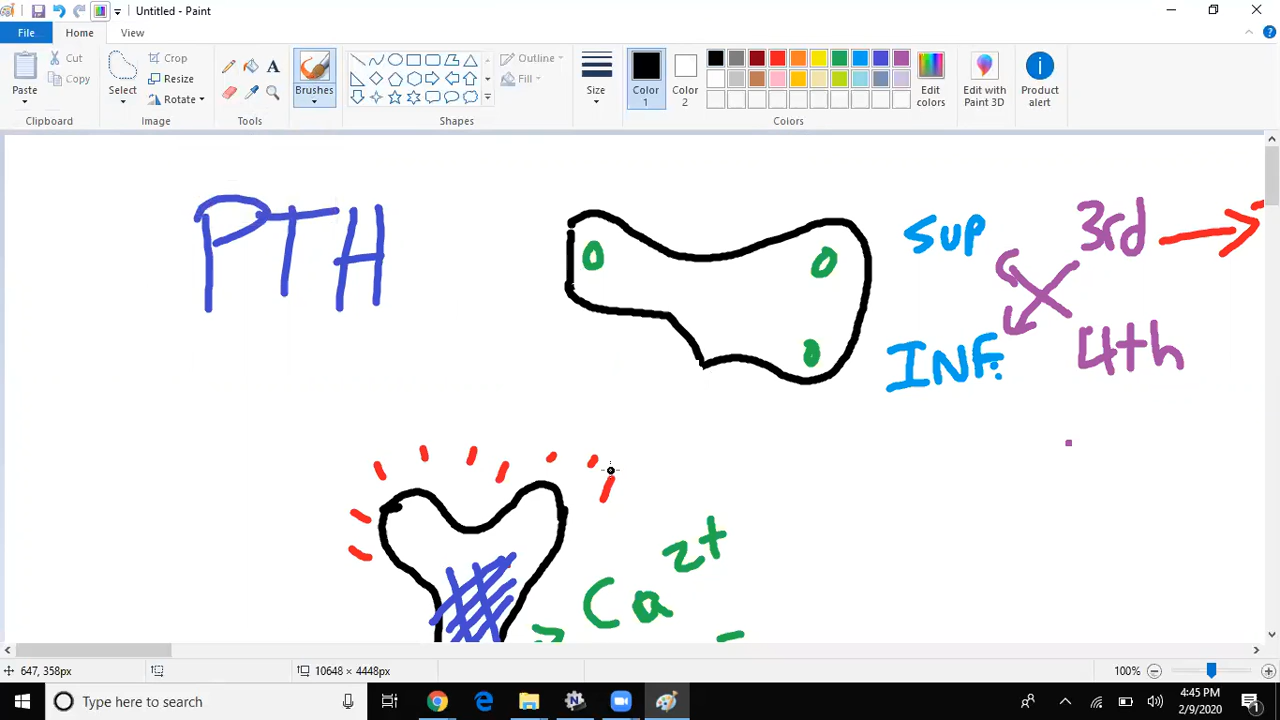 Untitled - Paint
File Home View
Paste Cut Copy Clipboard
Select Crop Resize Rotate Image
Tools
Brushes
Shapes Outline Fill
Size
Color 1 Color 2 Colors
Edit colors
Edit with Paint 3D
Product alert
PTH
SUP 3rd
INF. 4th
Ca 2+
647, 358px 10648 × 4448px 100%
Type here to search
4:45 PM
2/9/2020